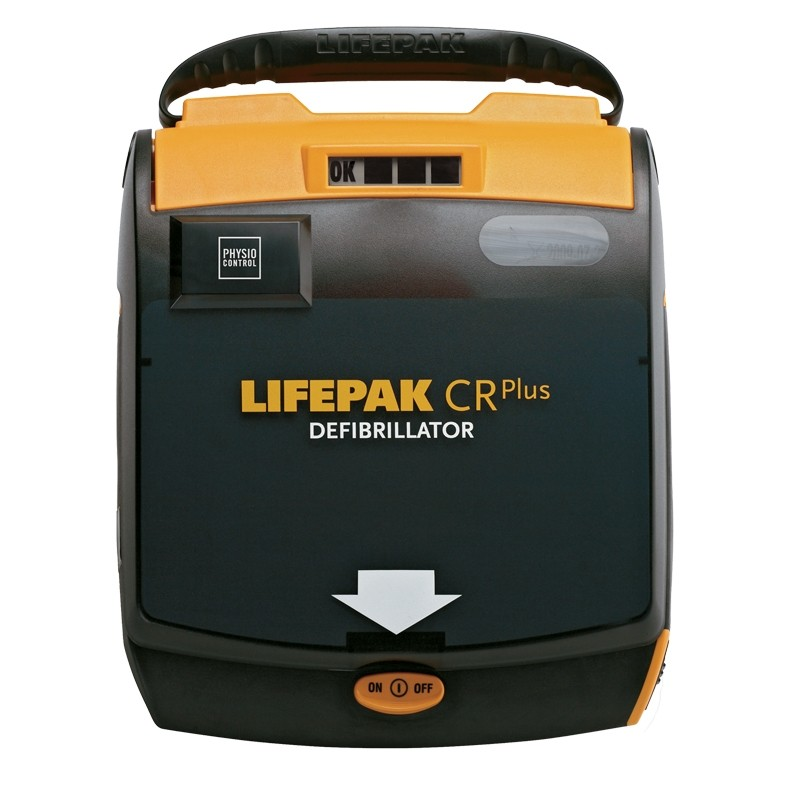 LIFEPAK
OK
PHYSIO
CONTROL
LIFEPAK CR Plus
DEFIBRILLATOR
ON OFF